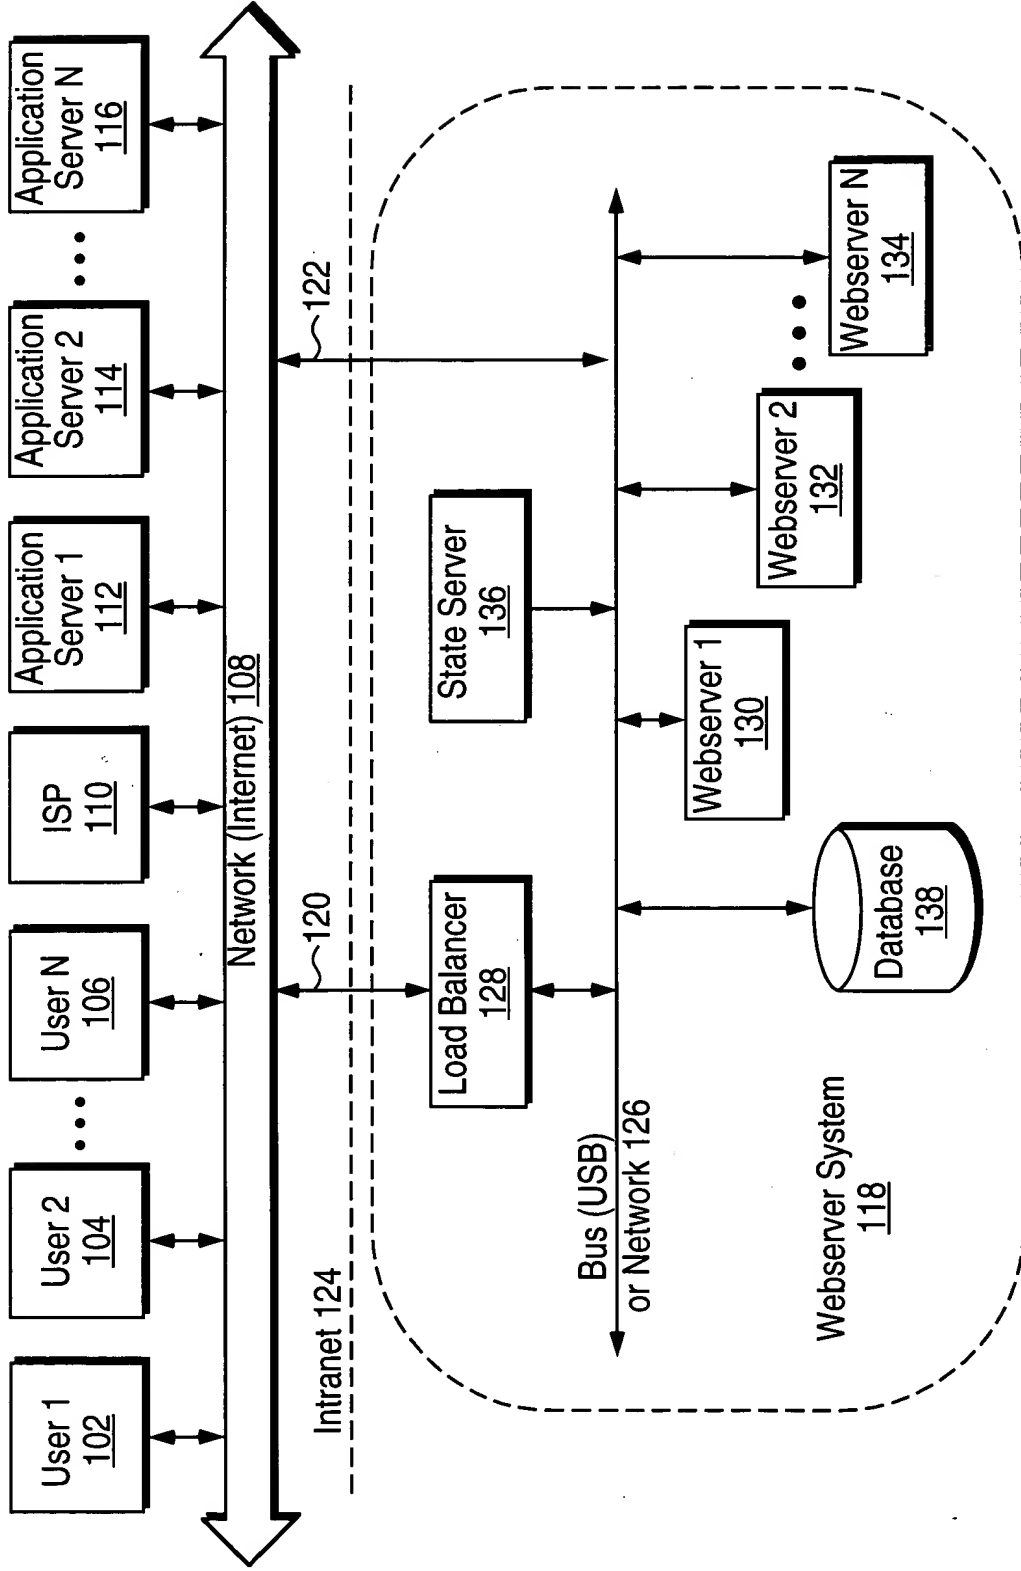 User 1
102
User 2
104
User N
106
ISP
110
Application
Server 1
112
Application
Server 2
114
Application
Server N
116
Network (Internet) 108
Intranet 124
120
122
Load Balancer
128
State Server
136
Bus (USB)
or Network 126
Database
138
Webserver 1
130
Webserver 2
132
Webserver N
134
Webserver System
118